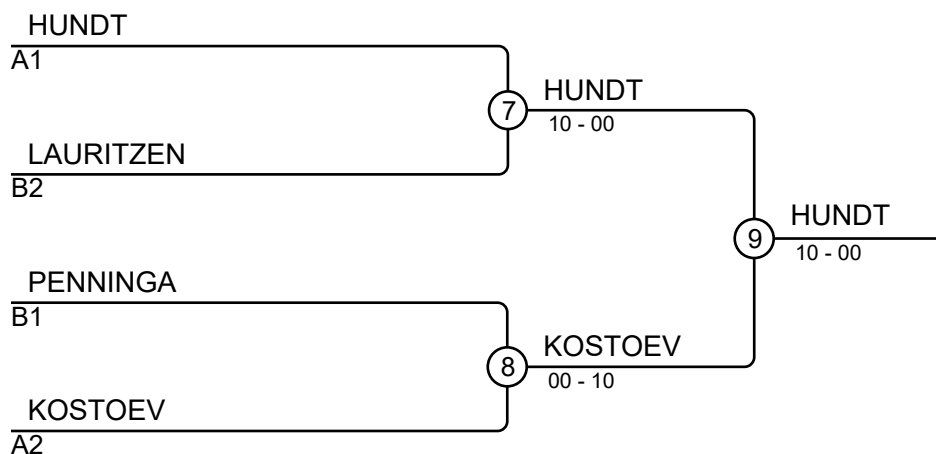 HUNDT
A1
LAURITZEN
B2
7
HUNDT
10 - 00
PENNINGA
B1
KOSTOEV
A2
8
KOSTOEV
00 - 10
9
HUNDT
10 - 00